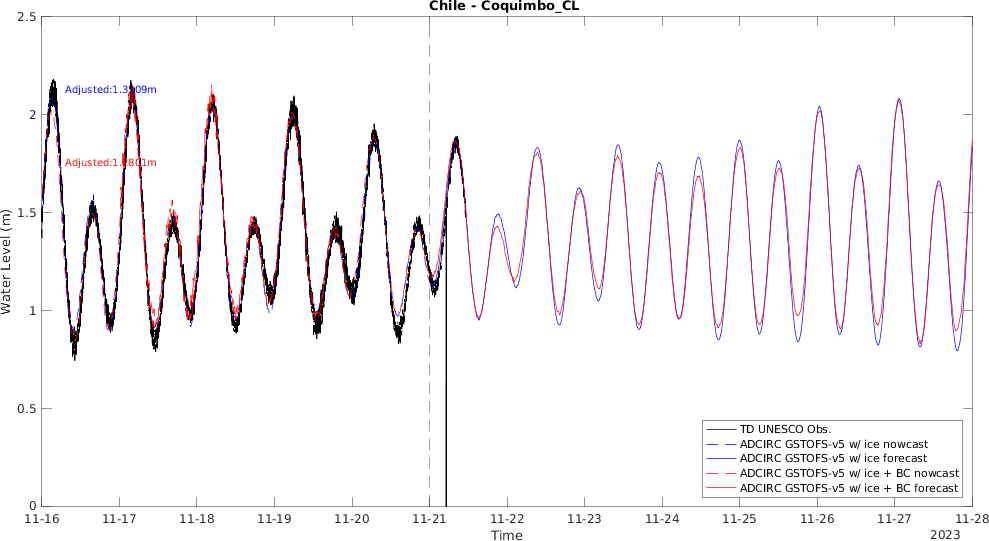 Chile - Coquimbo_CL
Water Level (m)
2.5
2
1.5
1
0.5
0
Adjusted:1.3909m
TD UNESCO Obs.
ADCIRC GSTOFS-v5 w/ ice nowcast
ADCIRC GSTOFS-v5 w/ ice forecast
ADCIRC GSTOFS-v5 w/ ice + BC nowcast
ADCIRC GSTOFS-v5 w/ ice + BC forecast
11-16 11-17 11-18 11-19 11-20 11-21 11-22 11-23 11-24 11-25 11-26 11-27 11-28
Time
2023